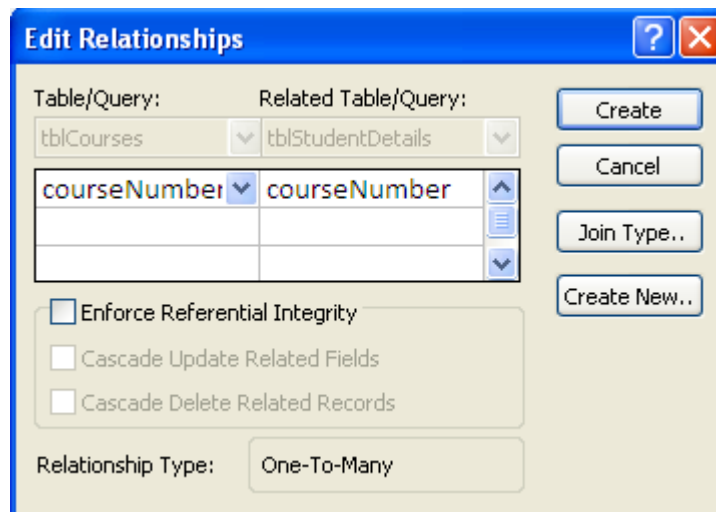 Edit Relationships
Table/Query: Related Table/Query:
tblCourses tblStudentDetails
courseNumber courseNumber
Enforce Referential Integrity
Cascade Update Related Fields
Cascade Delete Related Records
Relationship Type: One-To-Many
Create
Cancel
Join Type..
Create New..